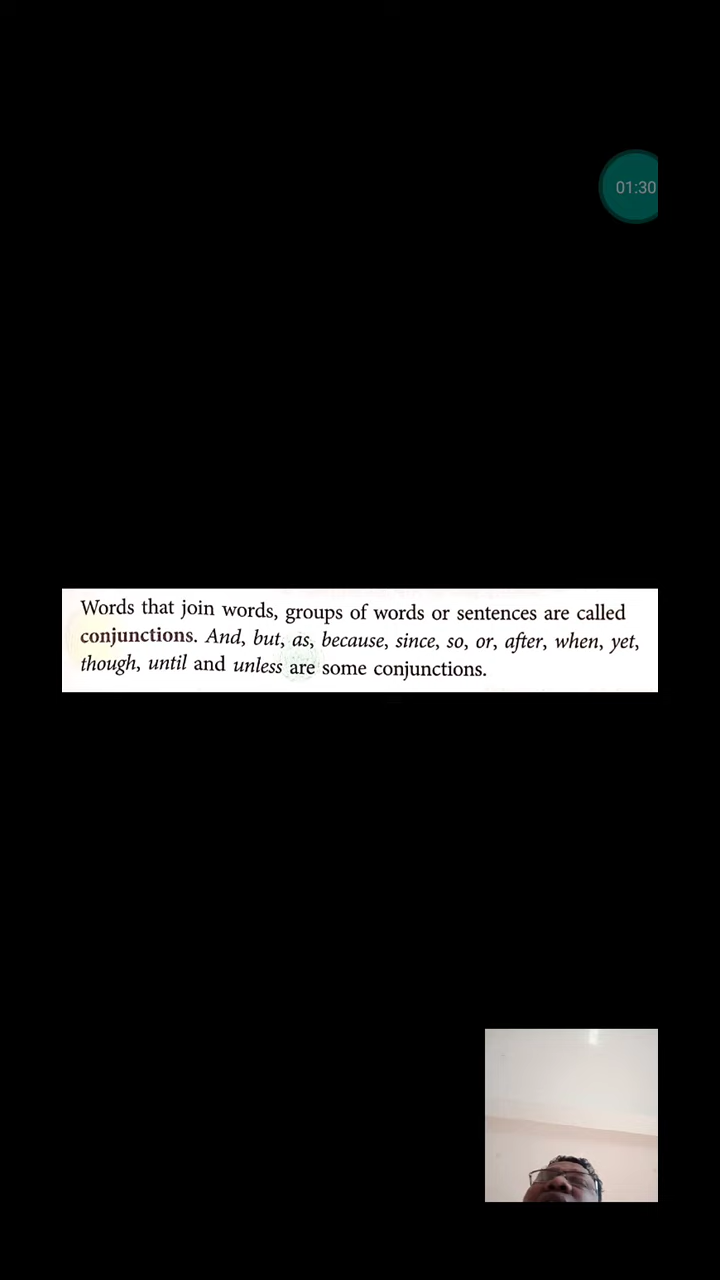 01:30
Words that join words, groups of words or sentences are called
conjunctions. And, but, as, because, since, so, or, after, when, yet,
though, until and unless are some conjunctions.